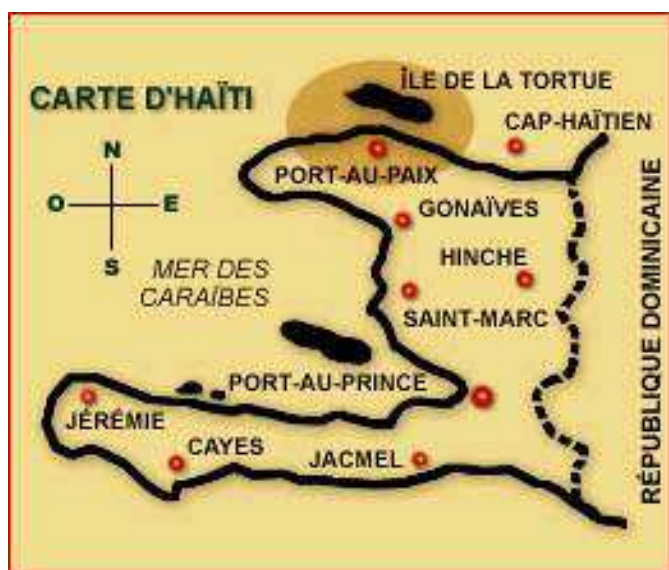 ÎLE DE LA TORTUE
CARTE D'HAÏTI
CAP-HAÏTIEN
N
PORT-AU-PAIX
O
E
GONAÏVES
S
HINCHE
MER DES
CARAÏBES
SAINT-MARC
PORT-AU-PRINCE
JÉRÉMIE
CAYES
JACMEL
RÉPUBLIQUE DOMINICAINE